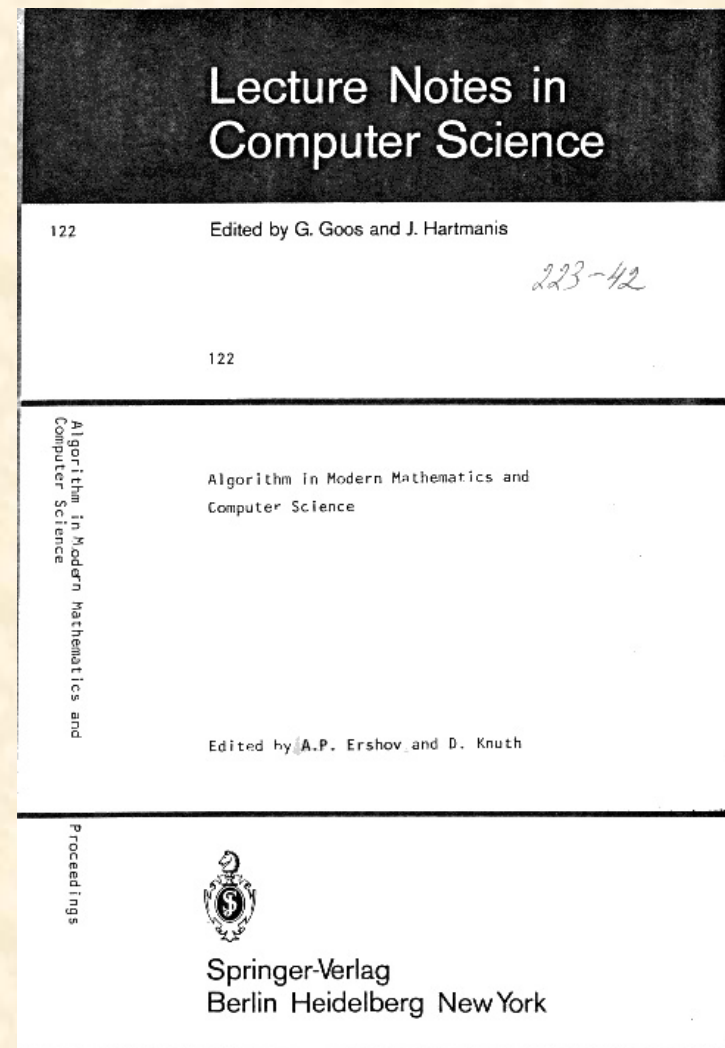 Lecture Notes in
Computer Science
122
Edited by G. Goos and J. Hartmanis
223-42
122
Algorithm in Modern Mathematics and
Computer Science
Algorithm in Modern Mathematics and
Computer Science
Edited by A.P. Ershov and D. Knuth
Proceedings
Springer-Verlag
Berlin Heidelberg New York